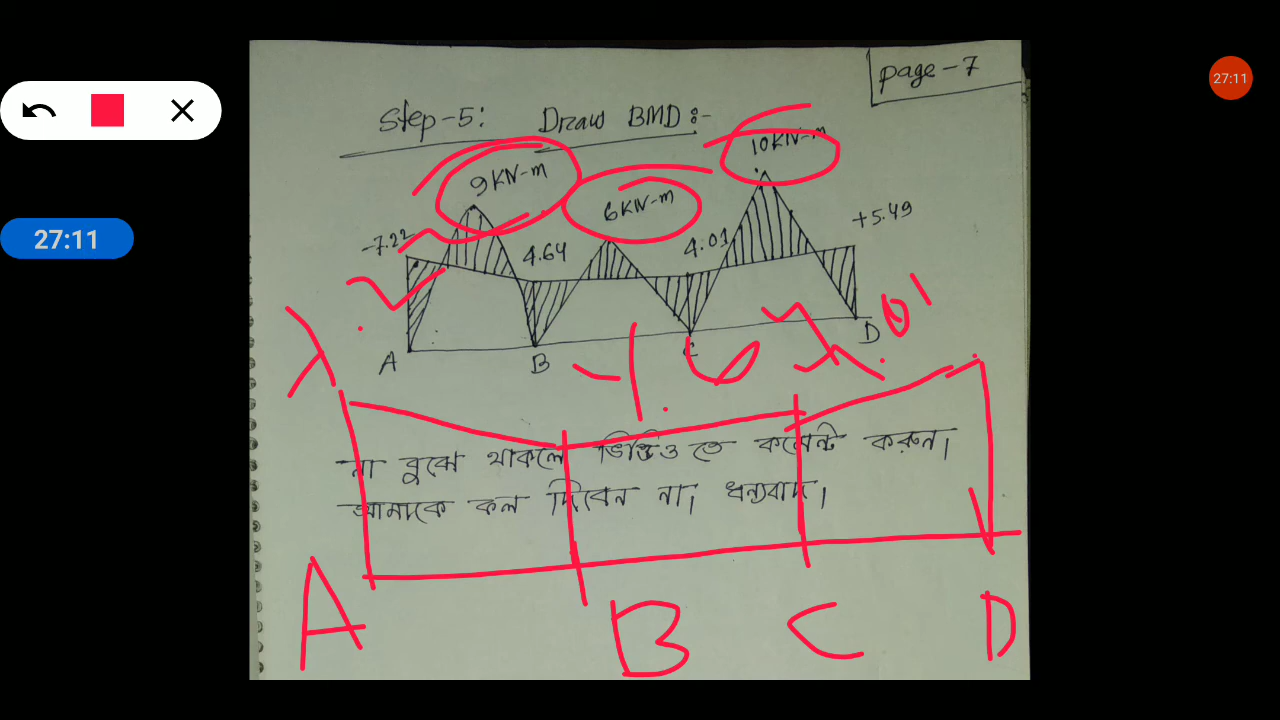 27:11
27:11
page-7
Step-5: Draw BMD:-
10KN-m
9KN-m
6KN-m
-7.22
4.64
4.01
+5.49
A
B
C
D
না বুঝে থাকলে ভিডিও তে কমেন্ট করুন।
আমাকে কল দিবেন না। ধন্যবাদ।
A
B
C
D